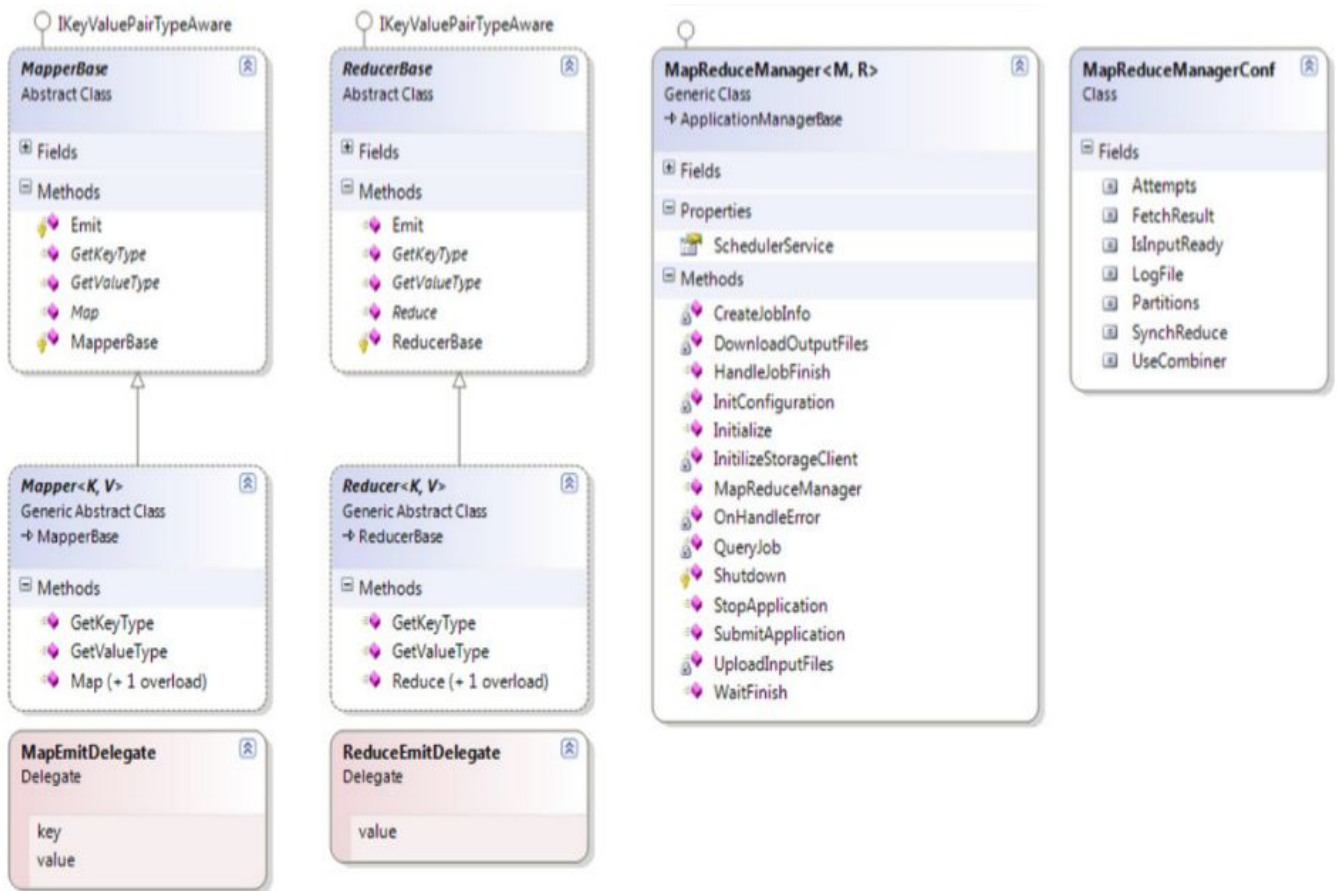 IKeyValuePairTypeAware
MapperBase
Abstract Class
Fields
Methods
Emit
GetKeyType
GetValueType
Map
MapperBase
Mapper<K, V>
Generic Abstract Class
MapperBase
Methods
GetKeyType
GetValueType
Map (+ 1 overload)
MapEmitDelegate
Delegate
key
value
IKeyValuePairTypeAware
ReducerBase
Abstract Class
Fields
Methods
Emit
GetKeyType
GetValueType
Reduce
ReducerBase
Reducer<K, V>
Generic Abstract Class
ReducerBase
Methods
GetKeyType
GetValueType
Reduce (+ 1 overload)
ReduceEmitDelegate
Delegate
value
MapReduceManager<M, R>
Generic Class
ApplicationManagerBase
Fields
Properties
SchedulerService
Methods
CreateJobInfo
DownloadOutputFiles
HandleJobFinish
InitConfiguration
Initialize
InitilizeStorageClient
MapReduceManager
OnHandleError
QueryJob
Shutdown
StopApplication
SubmitApplication
UploadInputFiles
WaitFinish
MapReduceManagerConf
Class
Fields
Attempts
FetchResult
IsInputReady
LogFile
Partitions
SynchReduce
UseCombiner